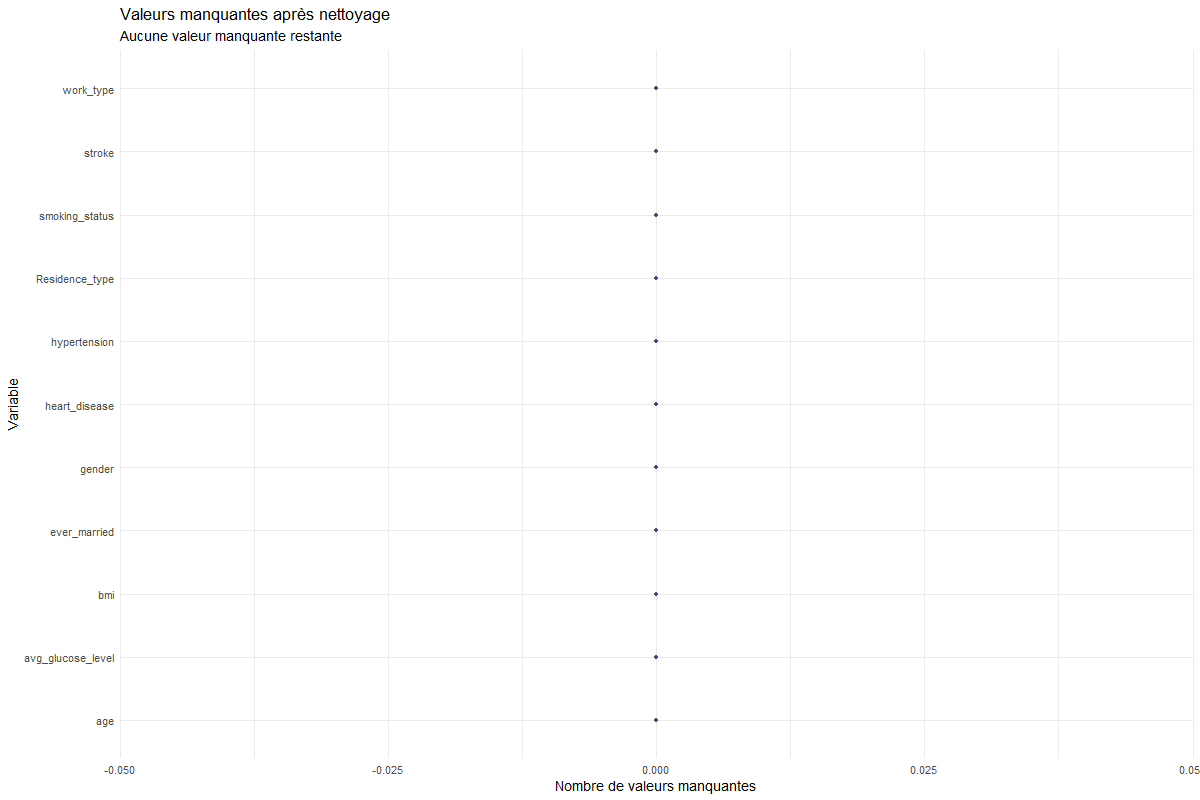 Valeurs manquantes après nettoyage
Aucune valeur manquante restante
Variable
work_type
stroke
smoking_status
Residence_type
hypertension
heart_disease
gender
ever_married
bmi
avg_glucose_level
age
-0.050 -0.025 0.000 0.025 0.05
Nombre de valeurs manquantes